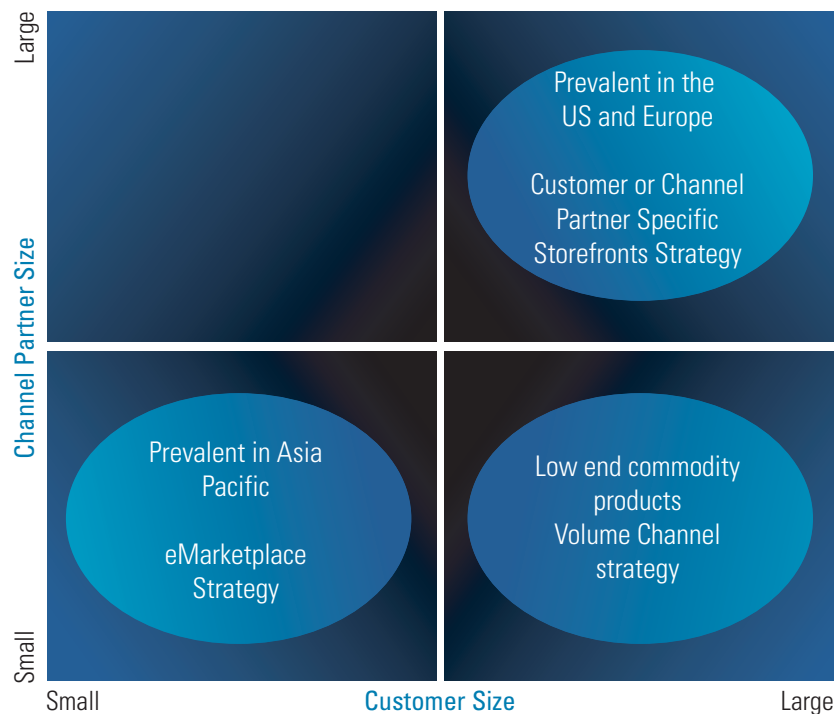 Large
Channel Partner Size
Small
Prevalent in the
US and Europe
Customer or Channel
Partner Specific
Storefronts Strategy
Prevalent in Asia
Pacific
eMarketplace
Strategy
Low end commodity
products
Volume Channel
strategy
Small
Customer Size
Large